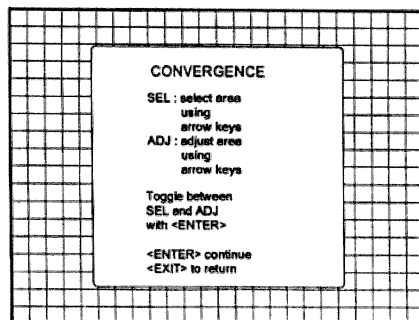 CONVERGENCE
SEL : select area
using
arrow keys
ADJ : adjust area
using
arrow keys
Toggle between
SEL and ADJ
with <ENTER>
<ENTER> continue
<EXIT> to return